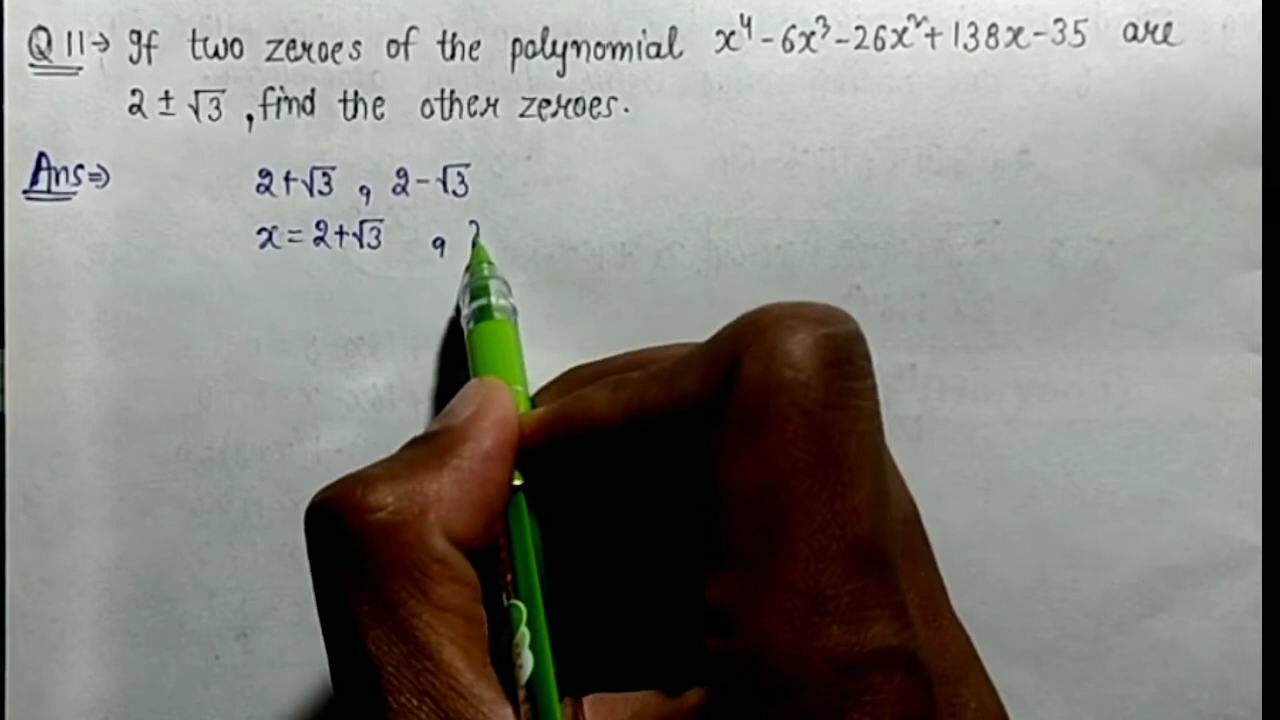 Q 11→ If two zeroes of the polynomial x⁴ - 6x³ - 26x² + 138x - 35 are
2 ± √3 , find the other zeroes.
Ans⇒ 2+√3 , 2-√3
x = 2+√3 ,